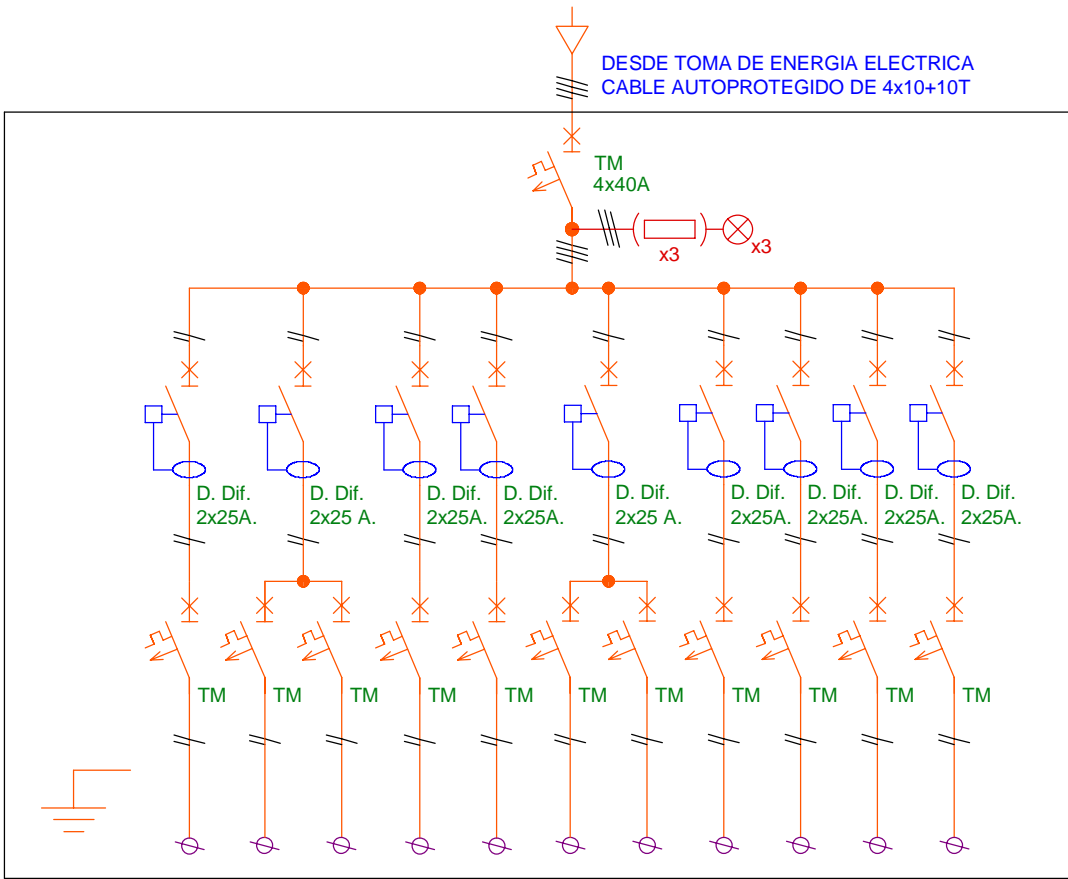 DESDE TOMA DE ENERGIA ELECTRICA
CABLE AUTOPROTEGIDO DE 4x10+10T
TM
4x40A
x3
x3
D. Dif.
2x25A.
D. Dif.
2x25 A.
D. Dif.
2x25A.
D. Dif.
2x25A.
D. Dif.
2x25 A.
D. Dif.
2x25A.
D. Dif.
2x25A.
D. Dif.
2x25A.
D. Dif.
2x25A.
TM
TM
TM
TM
TM
TM
TM
TM
TM
TM